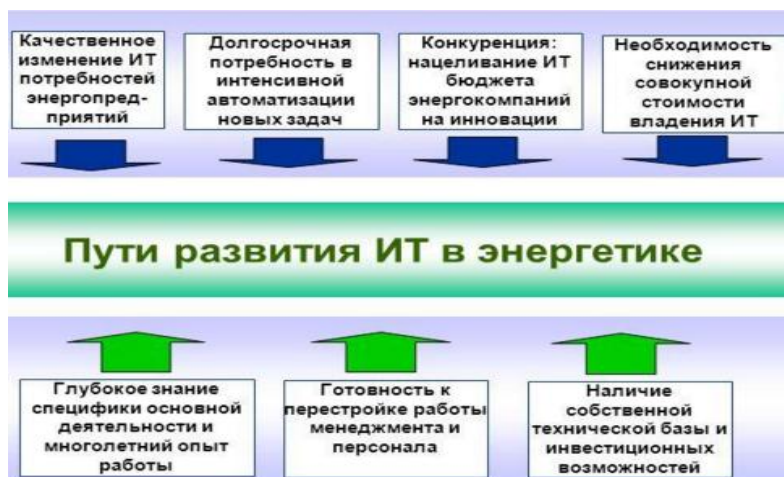 Качественное
изменение ИТ
потребностей
энергопред-
приятий
Долгосрочная
потребность в
интенсивной
автоматизации
новых задач
Конкуренция:
нацеливание ИТ
бюджета
энергокомпаний
на инновации
Необходимость
снижения
совокупной
стоимости
владения ИТ
Пути развития ИТ в энергетике
Глубокое знание
специфики основной
деятельности и
многолетний опыт
работы
Готовность к
перестройке работы
менеджмента и
персонала
Наличие
собственной
технической базы и
инвестиционных
возможностей